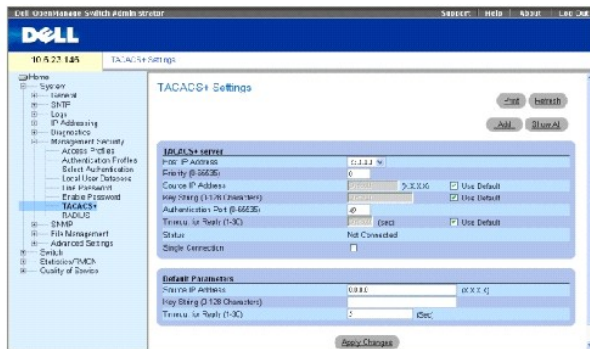 Dell OpenManage Switch Administrator
Support Help About Log Out
DELL
10.6.23.146
TACACS+ Settings
Home
System
General
SNTP
Logs
IP Addressing
Diagnostics
Management Security
Access Profiles
Authentication Profiles
Select Authentication
Local User Database
Line Password
Enable Password
TACACS+
RADIUS
SNMP
File Management
Advanced Settings
Switch
Statistics/RMON
Quality of Service
TACACS+ Settings
Print Refresh
Add Show All
TACACS+ server
Host IP Address
Priority (0-65535) 0
Source IP Address (X.X.X.X) Use Default
Key String (0-128 Characters) Use Default
Authentication Port (0-65535) 49
Timeout for Reply (1-30) (Sec) Use Default
Status Not Connected
Single Connection
Default Parameters
Source IP Address 0.0.0.0 (X.X.X.X)
Key String (0-128 Characters)
Timeout for Reply (1-30) 5 (Sec)
Apply Changes